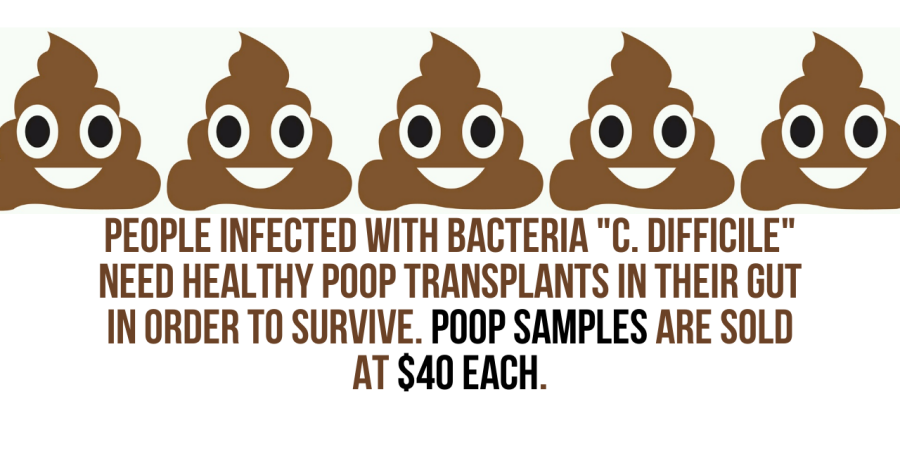 PEOPLE INFECTED WITH BACTERIA "C. DIFFICILE"
NEED HEALTHY POOP TRANSPLANTS IN THEIR GUT
IN ORDER TO SURVIVE. POOP SAMPLES ARE SOLD
AT $40 EACH.